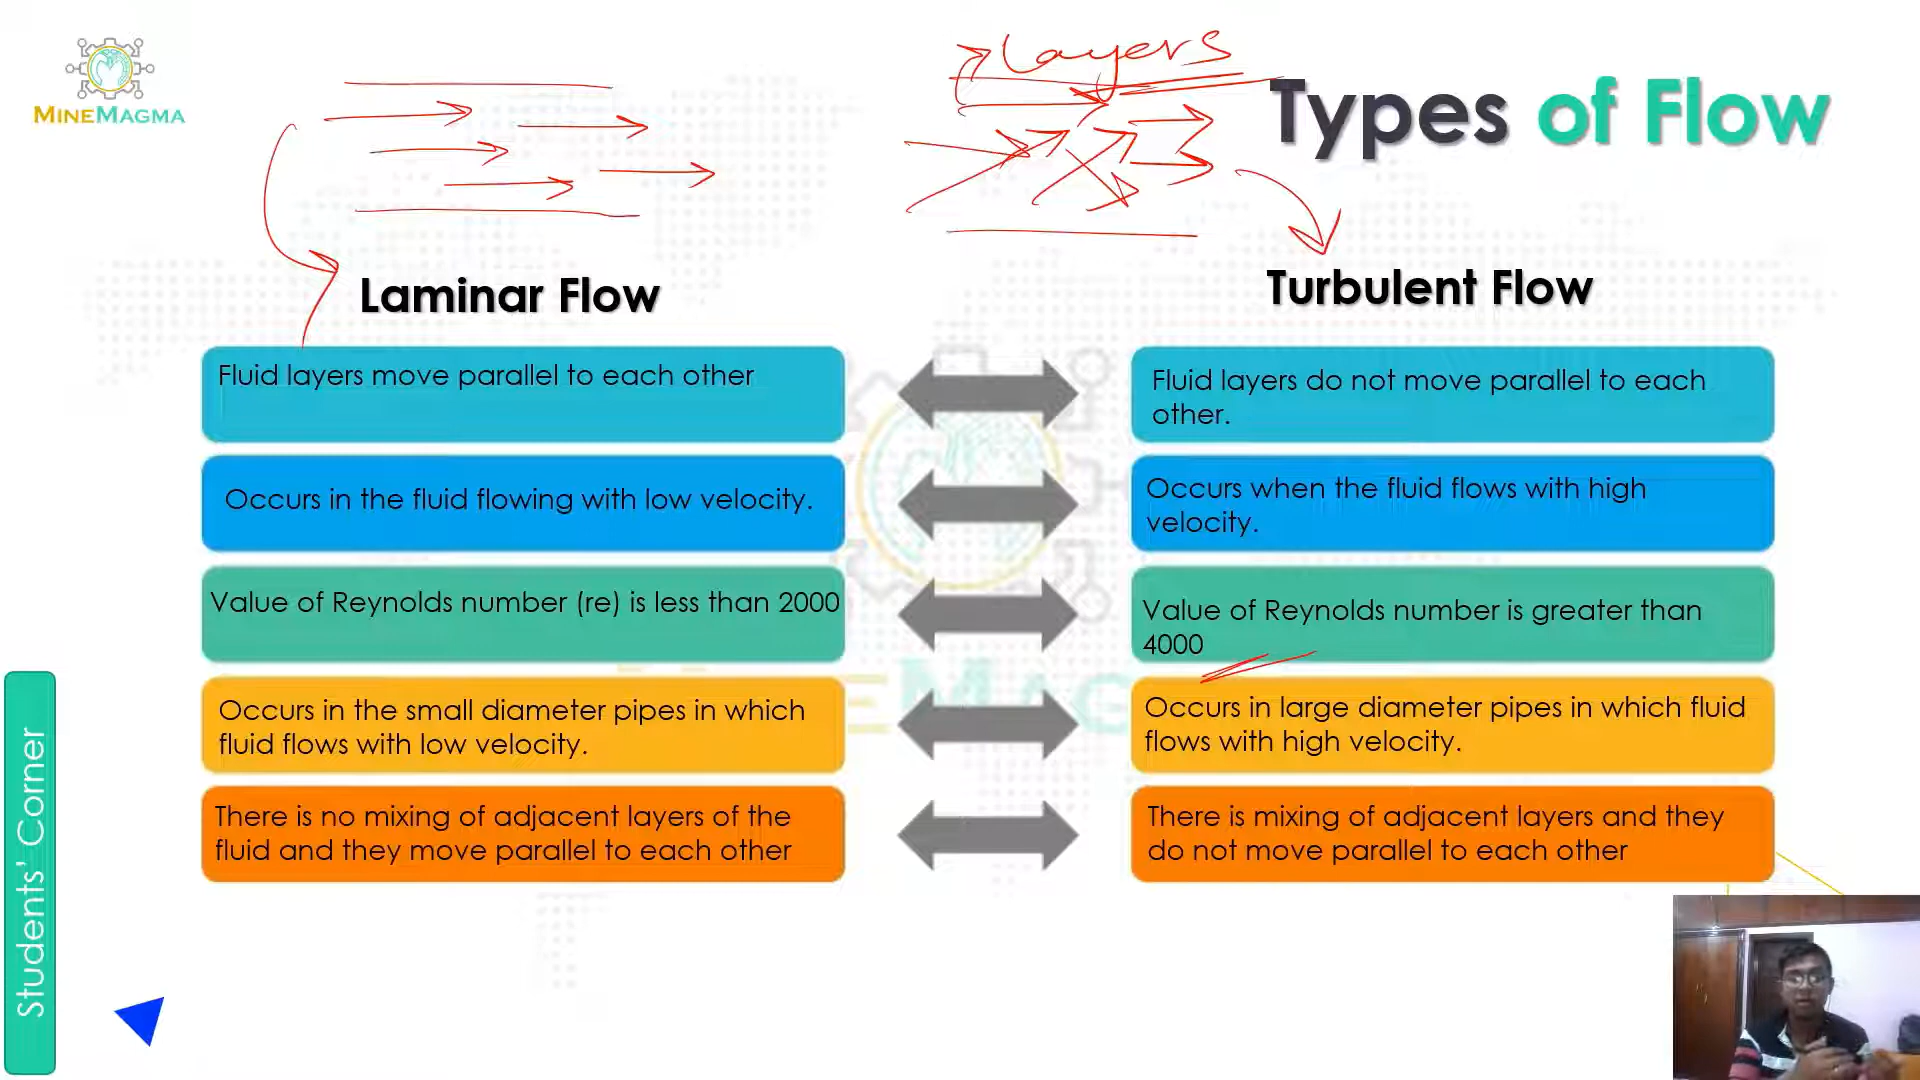 MINEMAGMA
Layers
Types of Flow
Laminar Flow
Turbulent Flow
Fluid layers move parallel to each other
Fluid layers do not move parallel to each
other.
Occurs in the fluid flowing with low velocity.
Occurs when the fluid flows with high
velocity.
Value of Reynolds number (re) is less than 2000
Value of Reynolds number is greater than
4000
Occurs in the small diameter pipes in which
fluid flows with low velocity.
Occurs in large diameter pipes in which fluid
flows with high velocity.
There is no mixing of adjacent layers of the
fluid and they move parallel to each other
There is mixing of adjacent layers and they
do not move parallel to each other
Students' Corner